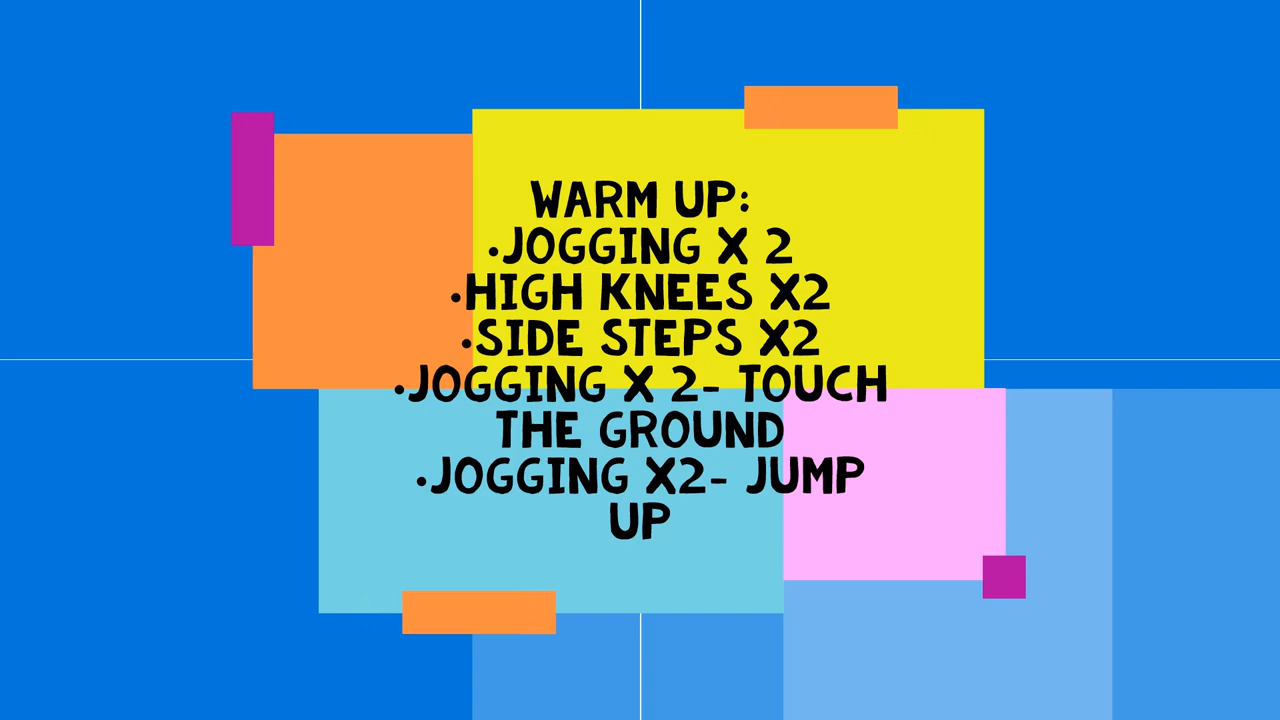 WARM UP:
•JOGGING X 2
•HIGH KNEES X2
•SIDE STEPS X2
•JOGGING X 2- TOUCH
THE GROUND
•JOGGING X2- JUMP
UP